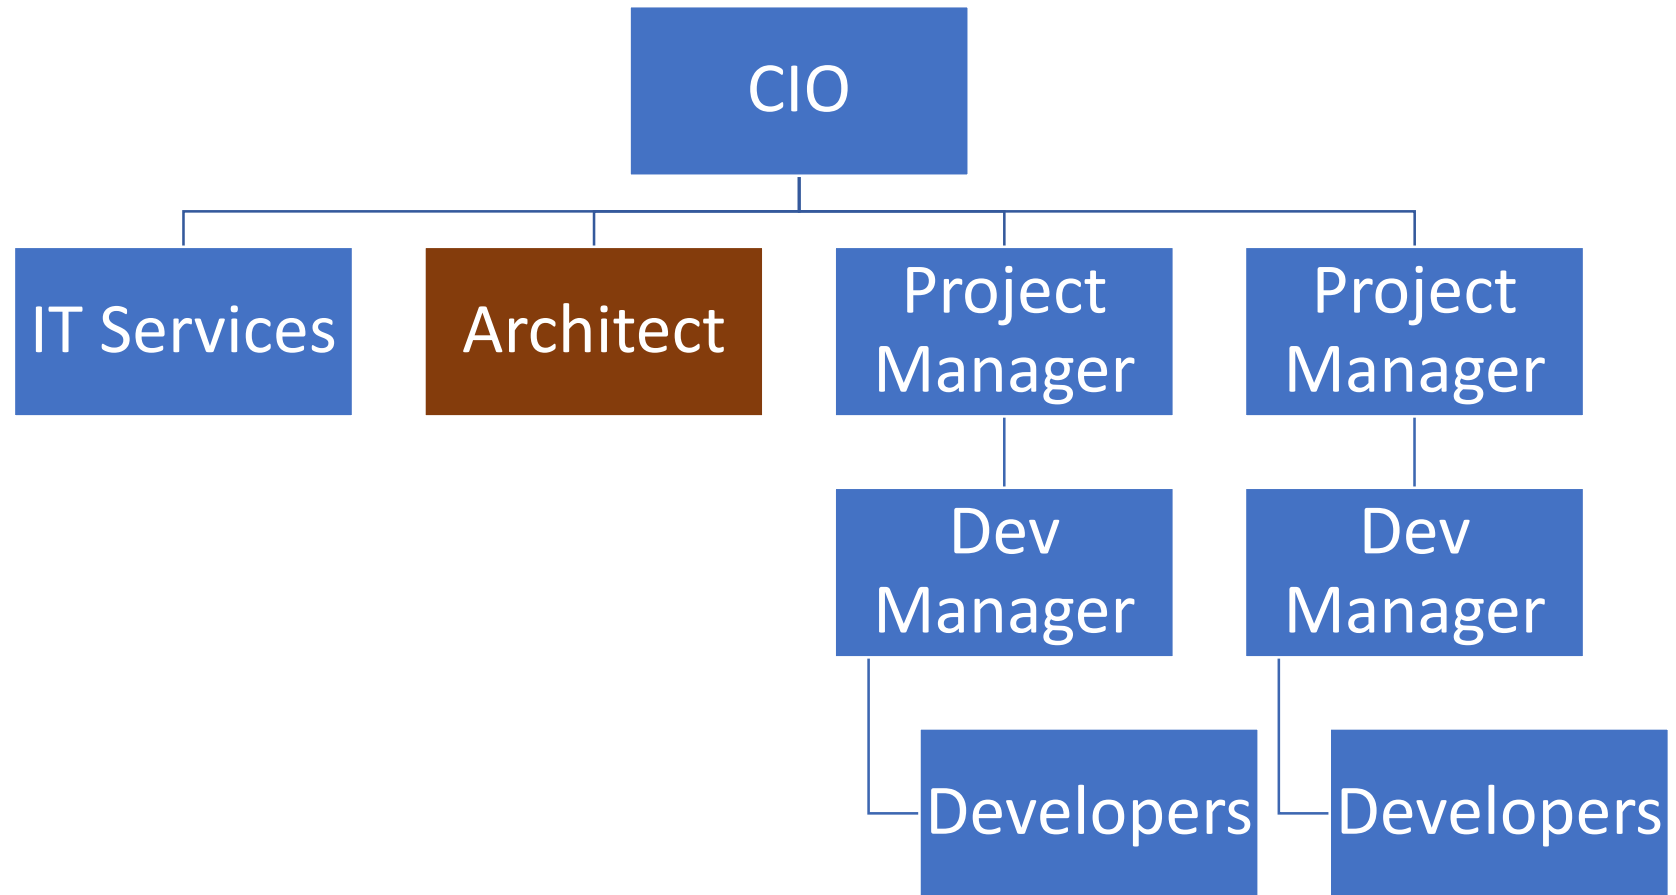 CIO
IT Services
Architect
Project
Manager
Project
Manager
Dev
Manager
Dev
Manager
Developers
Developers